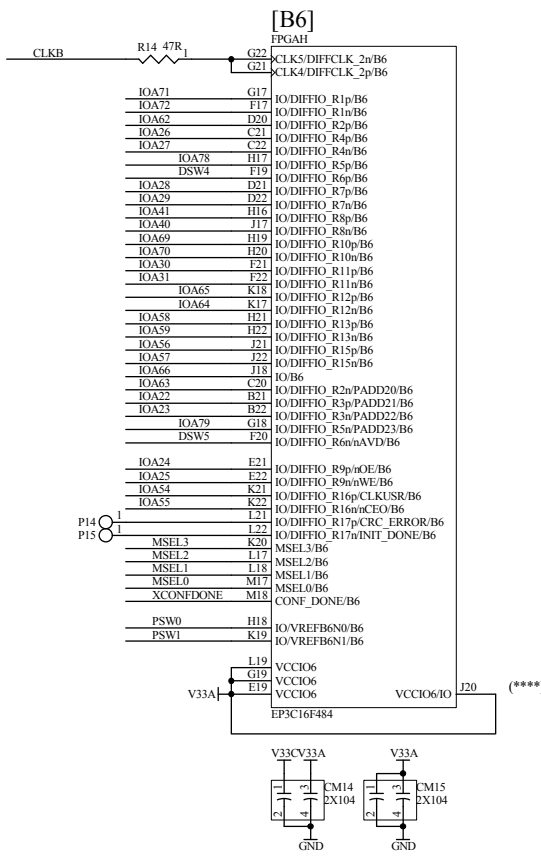 [B6]
FPGAH
CLKB R14 47R 1 G22 CLK5/DIFFCLK_2n/B6
G21 CLK4/DIFFCLK_2p/B6
IOA71 G17 IO/DIFFIO_R1p/B6
IOA72 F17 IO/DIFFIO_R1n/B6
IOA62 D20 IO/DIFFIO_R2p/B6
IOA26 C21 IO/DIFFIO_R4p/B6
IOA27 C22 IO/DIFFIO_R4n/B6
IOA78 H17 IO/DIFFIO_R5p/B6
DSW4 F19 IO/DIFFIO_R6p/B6
IOA28 D21 IO/DIFFIO_R7p/B6
IOA29 D22 IO/DIFFIO_R7n/B6
IOA41 H16 IO/DIFFIO_R8p/B6
IOA40 J17 IO/DIFFIO_R8n/B6
IOA69 H19 IO/DIFFIO_R10p/B6
IOA70 H20 IO/DIFFIO_R10n/B6
IOA30 F21 IO/DIFFIO_R11p/B6
IOA31 F22 IO/DIFFIO_R11n/B6
IOA65 K18 IO/DIFFIO_R12p/B6
IOA64 K17 IO/DIFFIO_R12n/B6
IOA58 H21 IO/DIFFIO_R13p/B6
IOA59 H22 IO/DIFFIO_R13n/B6
IOA56 J21 IO/DIFFIO_R15p/B6
IOA57 J22 IO/DIFFIO_R15n/B6
IOA66 J18 IO/B6
IOA63 C20 IO/DIFFIO_R2n/PADD20/B6
IOA22 B21 IO/DIFFIO_R3p/PADD21/B6
IOA23 B22 IO/DIFFIO_R3n/PADD22/B6
IOA79 G18 IO/DIFFIO_R5n/PADD23/B6
DSW5 F20 IO/DIFFIO_R6n/nAVD/B6
IOA24 E21 IO/DIFFIO_R9p/nOE/B6
IOA25 E22 IO/DIFFIO_R9n/nWE/B6
IOA54 K21 IO/DIFFIO_R16p/CLKUSR/B6
IOA55 K22 IO/DIFFIO_R16n/nCEO/B6
P14 1 L21 IO/DIFFIO_R17p/CRC_ERROR/B6
P15 1 L22 IO/DIFFIO_R17n/INIT_DONE/B6
MSEL3 K20 MSEL3/B6
MSEL2 L17 MSEL2/B6
MSEL1 L18 MSEL1/B6
MSEL0 M17 MSEL0/B6
XCONFDONE M18 CONF_DONE/B6
PSW0 H18 IO/VREFB6N0/B6
PSW1 K19 IO/VREFB6N1/B6
L19 VCCIO6
G19 VCCIO6
V33A E19 VCCIO6 VCCIO6/IO J20 (****
EP3C16F484
V33C V33A V33A
1 3 CM14 1 3 CM15
2X104 2X104
2 4 2 4
GND GND